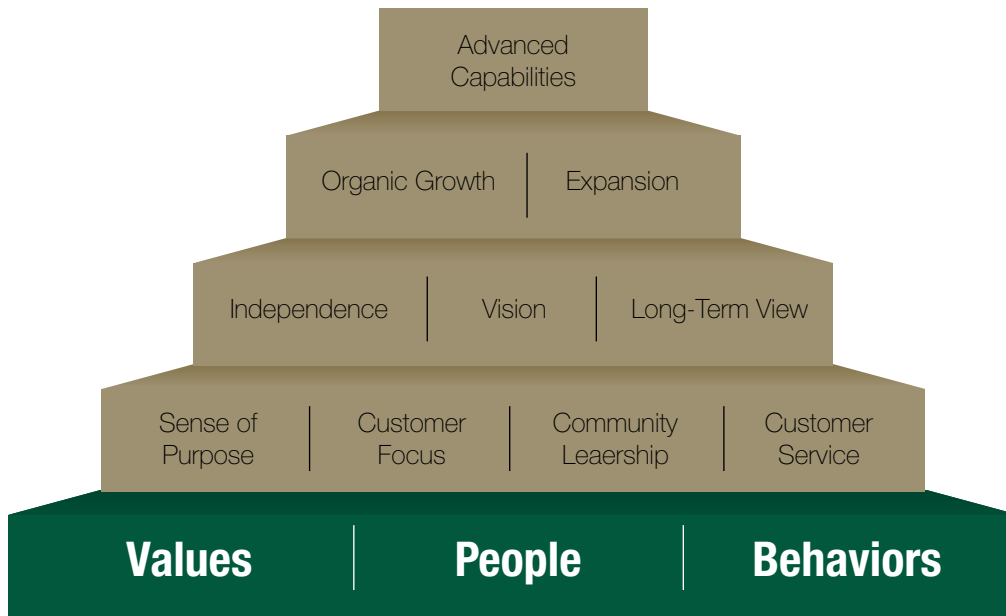 Advanced
Capabilities
Organic Growth
Expansion
Independence
Vision
Long-Term View
Sense of
Purpose
Customer
Focus
Community
Leaership
Customer
Service
Values
People
Behaviors